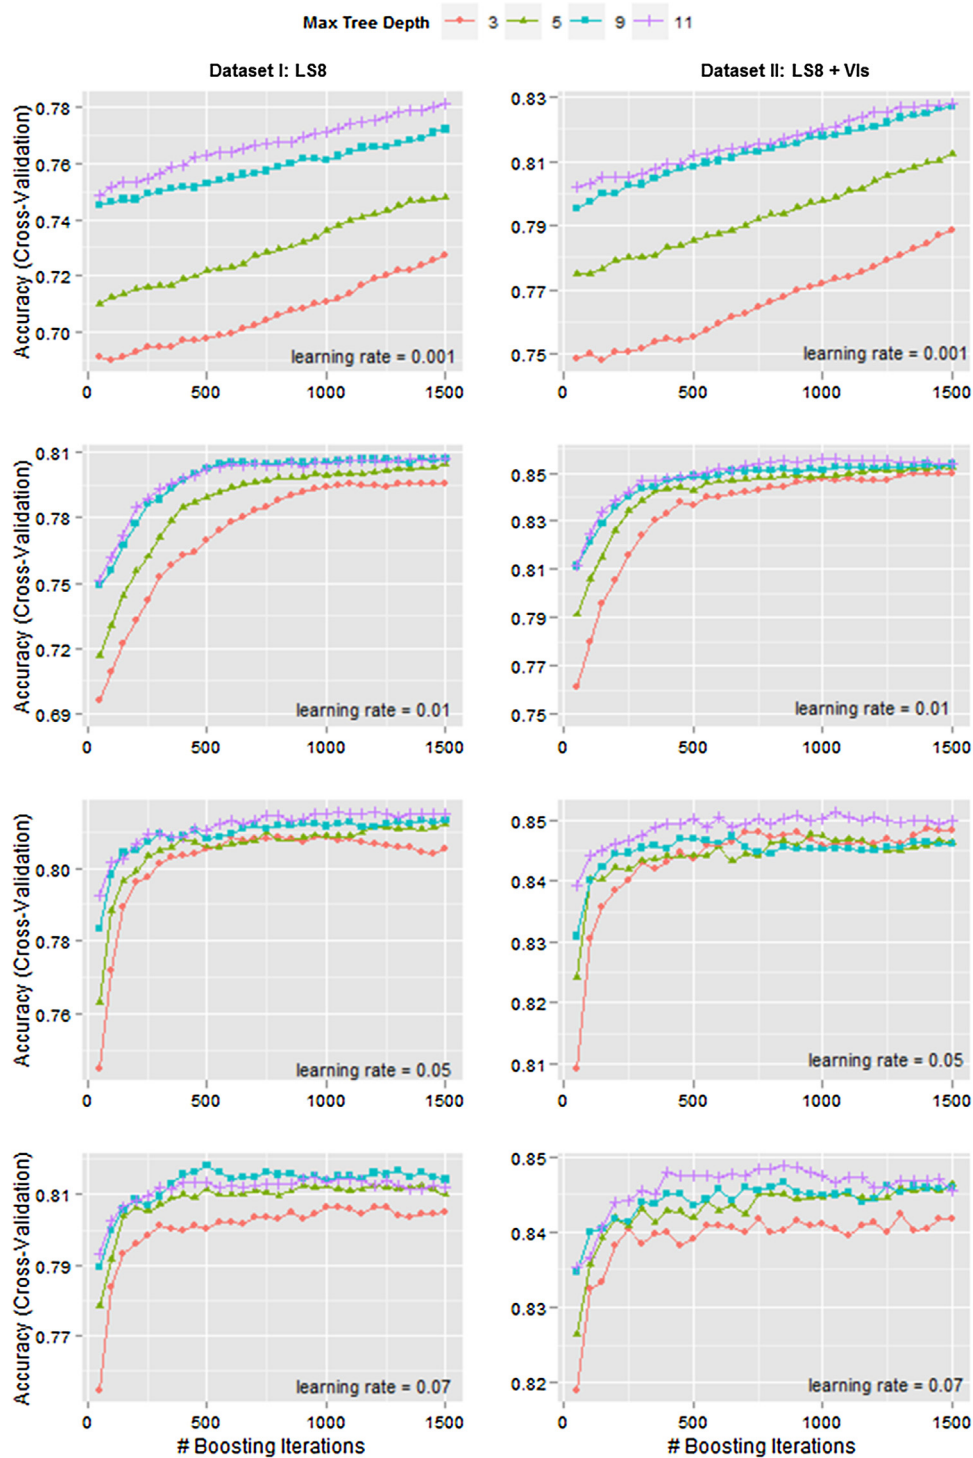 Max Tree Depth 3 5 9 11
Dataset I: LS8
Dataset II: LS8 + VIs
Accuracy (Cross-Validation)
0.78
0.76
0.74
0.72
0.70
learning rate = 0.001
0 500 1000 1500
0.83
0.81
0.79
0.77
0.75
learning rate = 0.001
0 500 1000 1500
Accuracy (Cross-Validation)
0.81
0.78
0.75
0.72
0.69
learning rate = 0.01
0 500 1000 1500
0.85
0.83
0.81
0.79
0.77
0.75
learning rate = 0.01
0 500 1000 1500
Accuracy (Cross-Validation)
0.80
0.78
0.76
learning rate = 0.05
0 500 1000 1500
0.85
0.84
0.83
0.82
0.81
learning rate = 0.05
0 500 1000 1500
Accuracy (Cross-Validation)
0.81
0.79
0.77
learning rate = 0.07
0 500 1000 1500
# Boosting Iterations
0.85
0.84
0.83
0.82
learning rate = 0.07
0 500 1000 1500
# Boosting Iterations